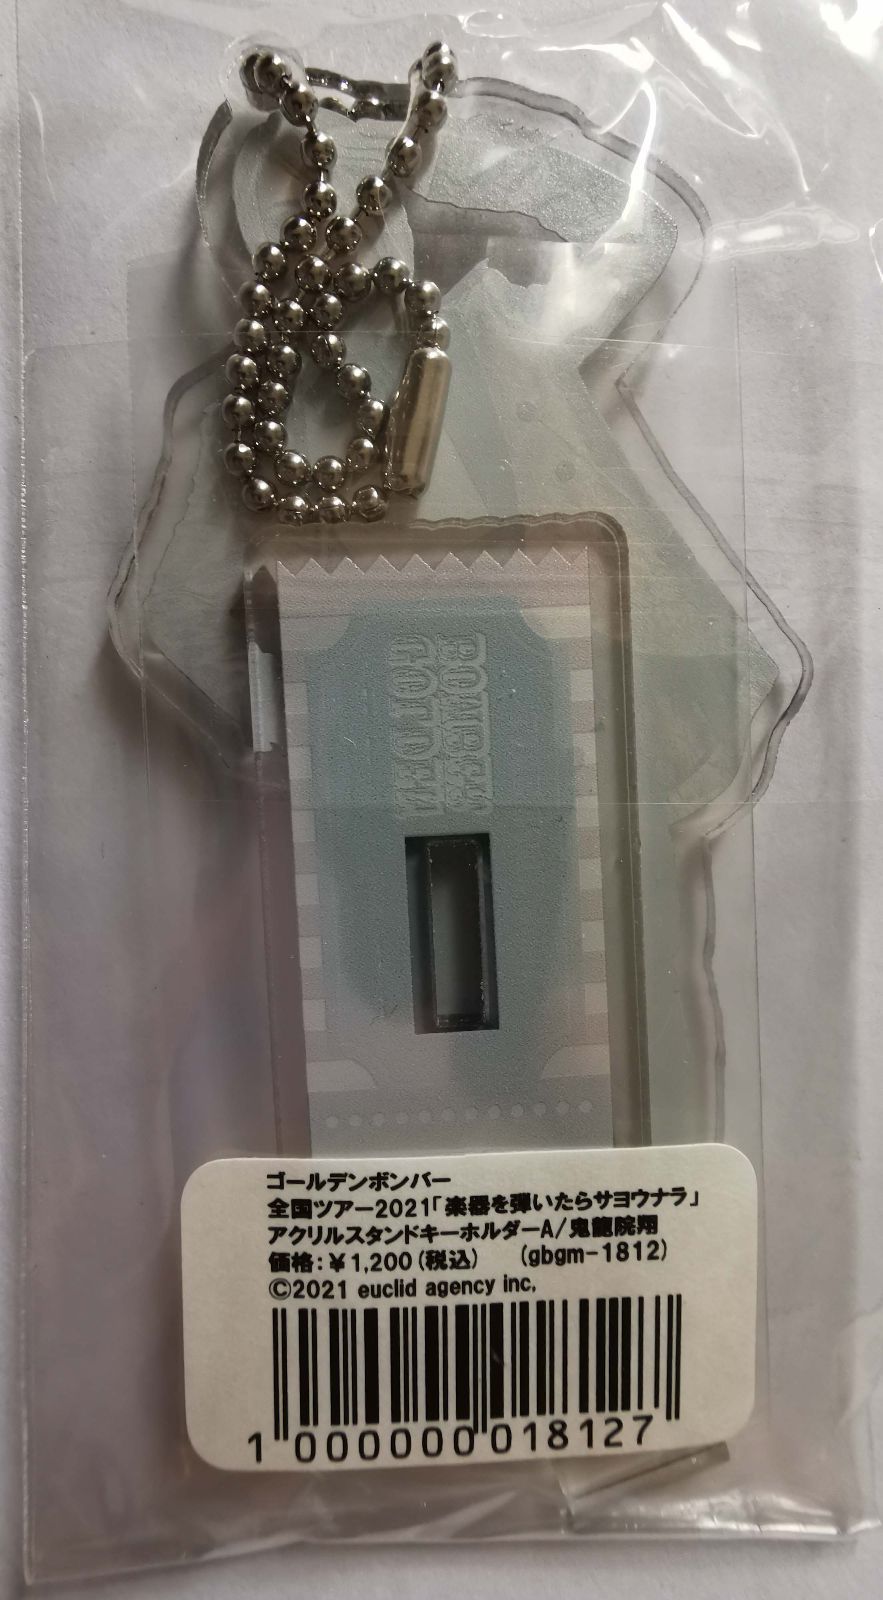 GOLDEN
BOMBER
ゴールデンボンバー
全国ツアー2021「楽器を弾いたらサヨウナラ」
アクリルスタンドキーホルダーA/鬼龍院翔
価格:¥1,200(税込) (gbgm-1812)
©2021 euclid agency inc.
1 000000 018127